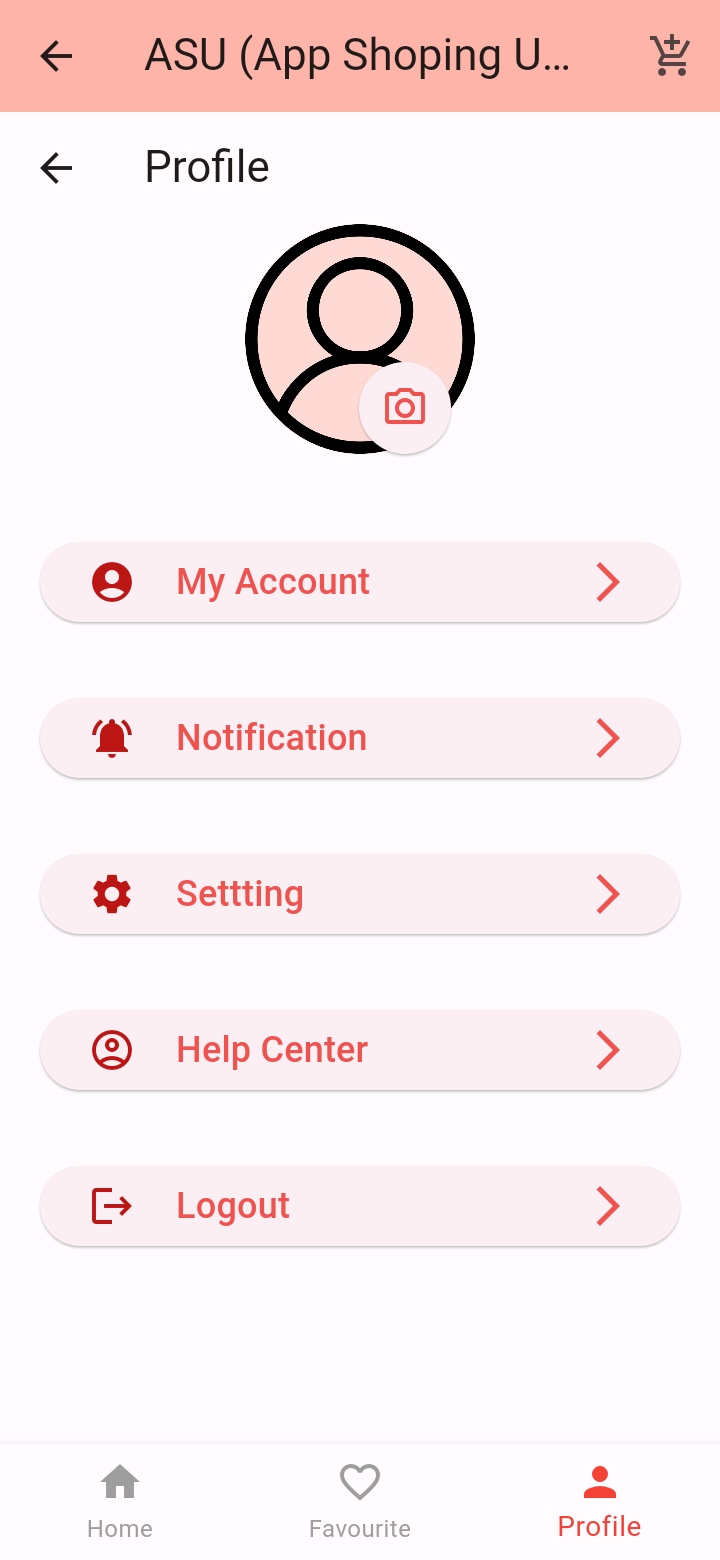 ASU (App Shoping U...
Profile
My Account
Notification
Settting
Help Center
Logout
Home
Favourite
Profile